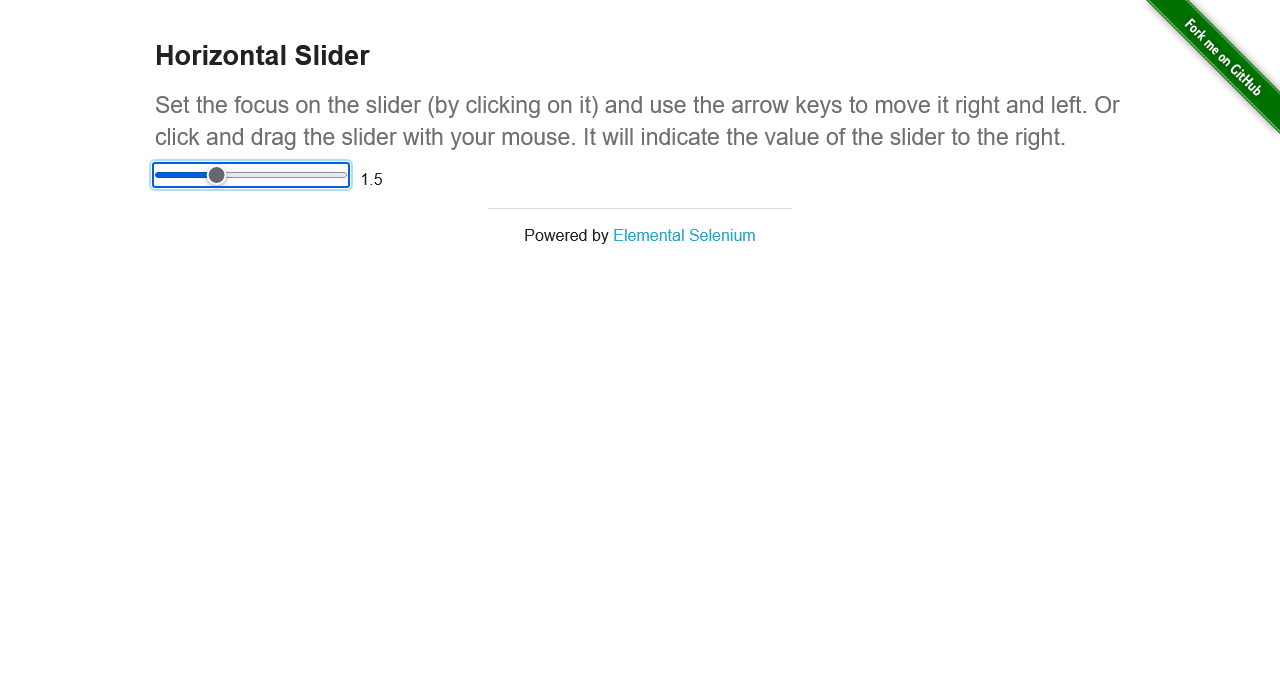 Fork me on GitHub
Horizontal Slider
Set the focus on the slider (by clicking on it) and use the arrow keys to move it right and left. Or
click and drag the slider with your mouse. It will indicate the value of the slider to the right.
1.5
Powered by Elemental Selenium